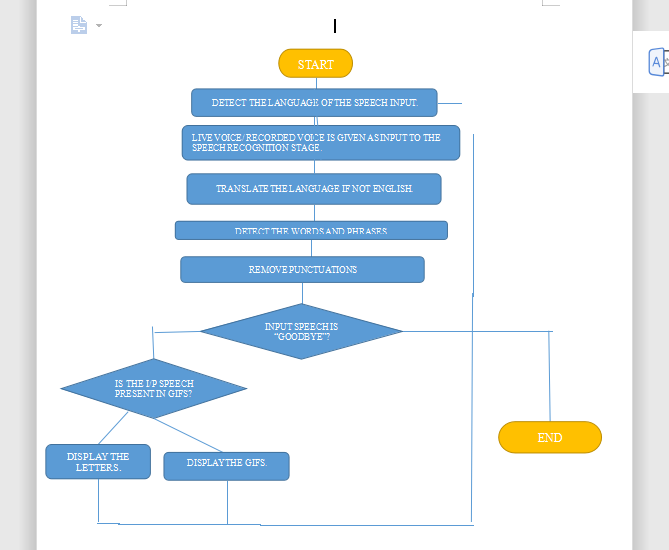 START
DETECT THE LANGUAGE OF THE SPEECH INPUT.
LIVE VOICE/ RECORDED VOICE IS GIVEN AS INPUT TO THE
SPEECH RECOGNITION STAGE.
TRANSLATE THE LANGUAGE IF NOT ENGLISH.
DETECT THE WORDS AND PHRASES
REMOVE PUNCTUATIONS
INPUT SPEECH IS
“GOODBYE”?
IS THE I/P SPEECH
PRESENT IN GIFS?
END
DISPLAY THE
LETTERS.
DISPLAY THE GIFS.
A